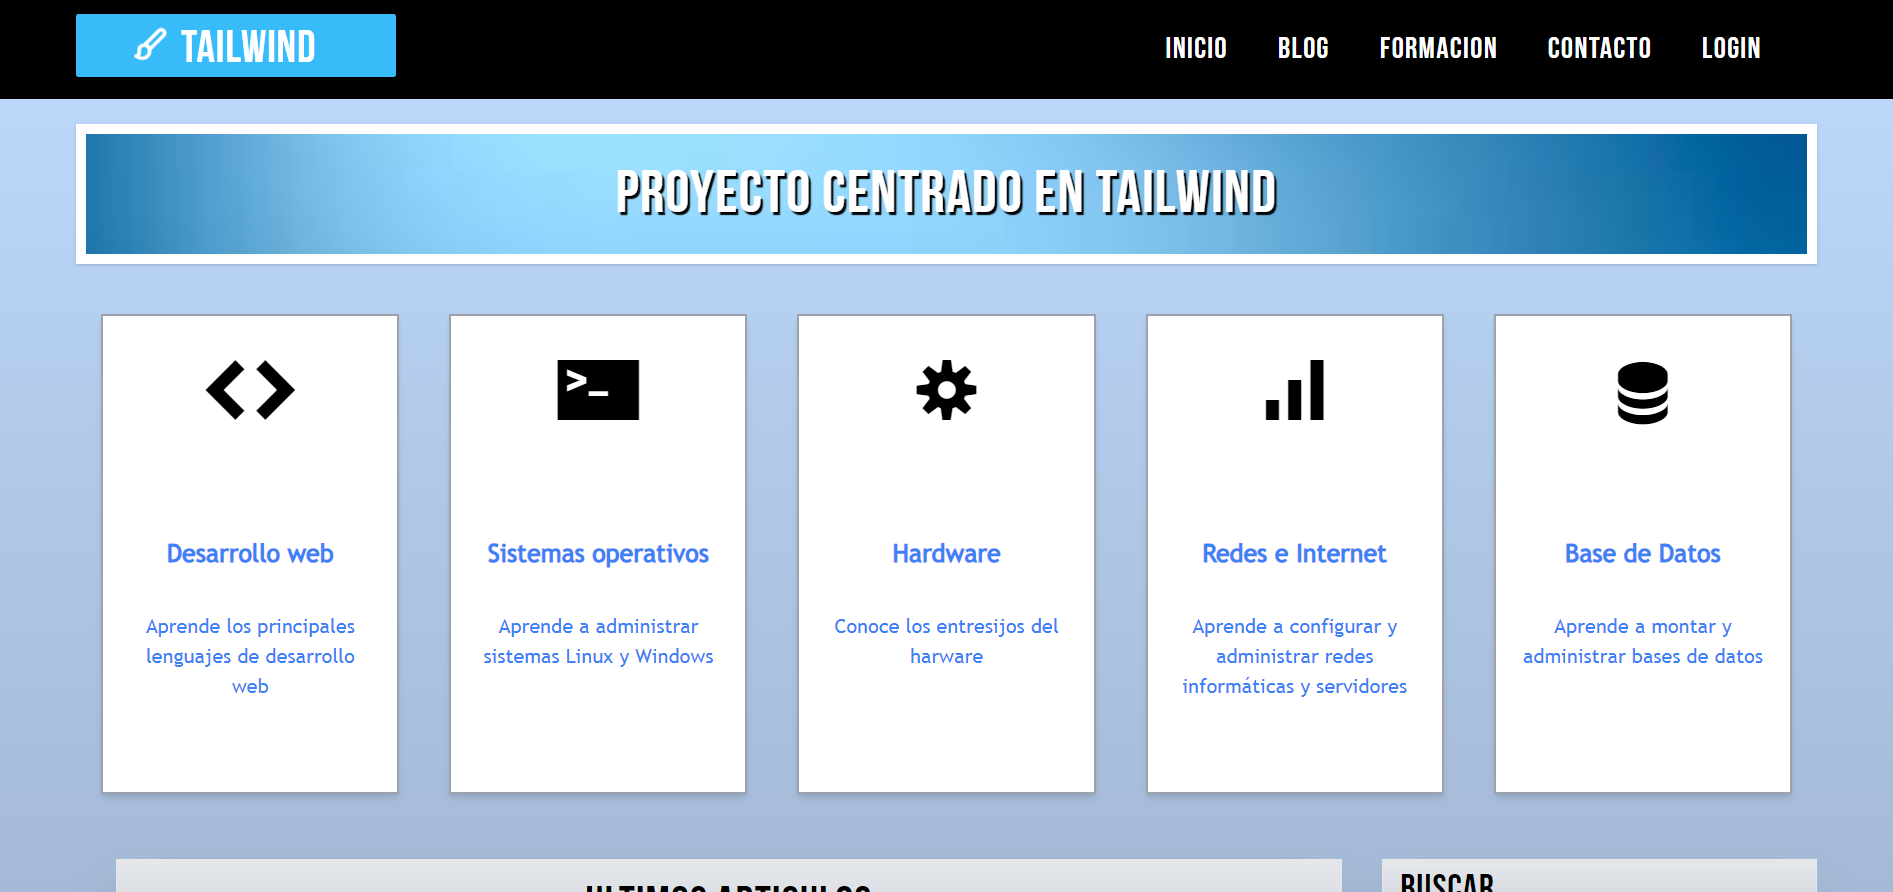 TAILWIND
INICIO BLOG FORMACION CONTACTO LOGIN
PROYECTO CENTRADO EN TAILWIND
>_
Desarrollo web
Aprende los principales
lenguajes de desarrollo
web
Sistemas operativos
Aprende a administrar
sistemas Linux y Windows
Hardware
Conoce los entresijos del
harware
Redes e Internet
Aprende a configurar y
administrar redes
informáticas y servidores
Base de Datos
Aprende a montar y
administrar bases de datos
ULTIMOS ARTICULOS
BUSCAR